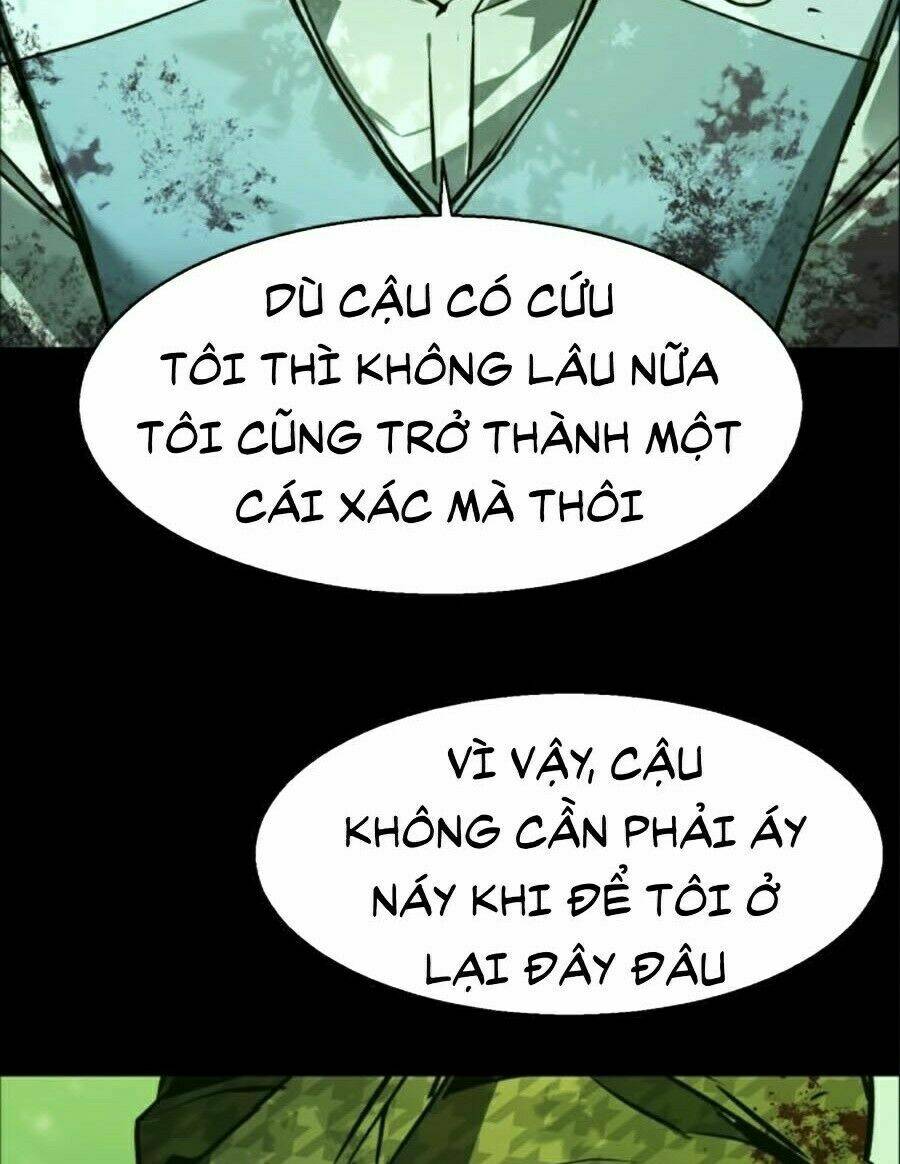 DÙ CẬU CÓ CỨU
TÔI THÌ KHÔNG LÂU NỮA
TÔI CŨNG TRỞ THÀNH MỘT
CÁI XÁC MÀ THÔI
VÌ VẬY, CẬU
KHÔNG CẦN PHẢI ÁY
NÁY KHI ĐỂ TÔI Ở
LẠI ĐÂY ĐÂU